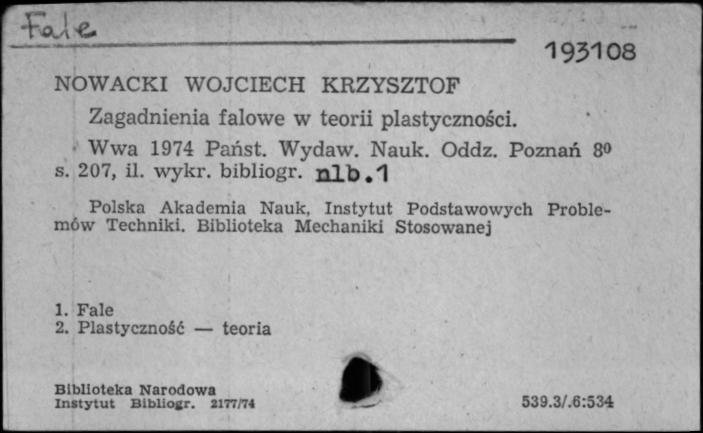 Fale
193108
NOWACKI WOJCIECH KRZYSZTOF
Zagadnienia falowe w teorii plastyczności.
Wwa 1974 Państ. Wydaw. Nauk. Oddz. Poznań 8º
s. 207, il. wykr. bibliogr. nlb.1
Polska Akademia Nauk, Instytut Podstawowych Proble-
mów Techniki. Biblioteka Mechaniki Stosowanej
1. Fale
2. Plastyczność — teoria
Biblioteka Narodowa
Instytut Bibliogr. 2177/74
539.3/.6:534